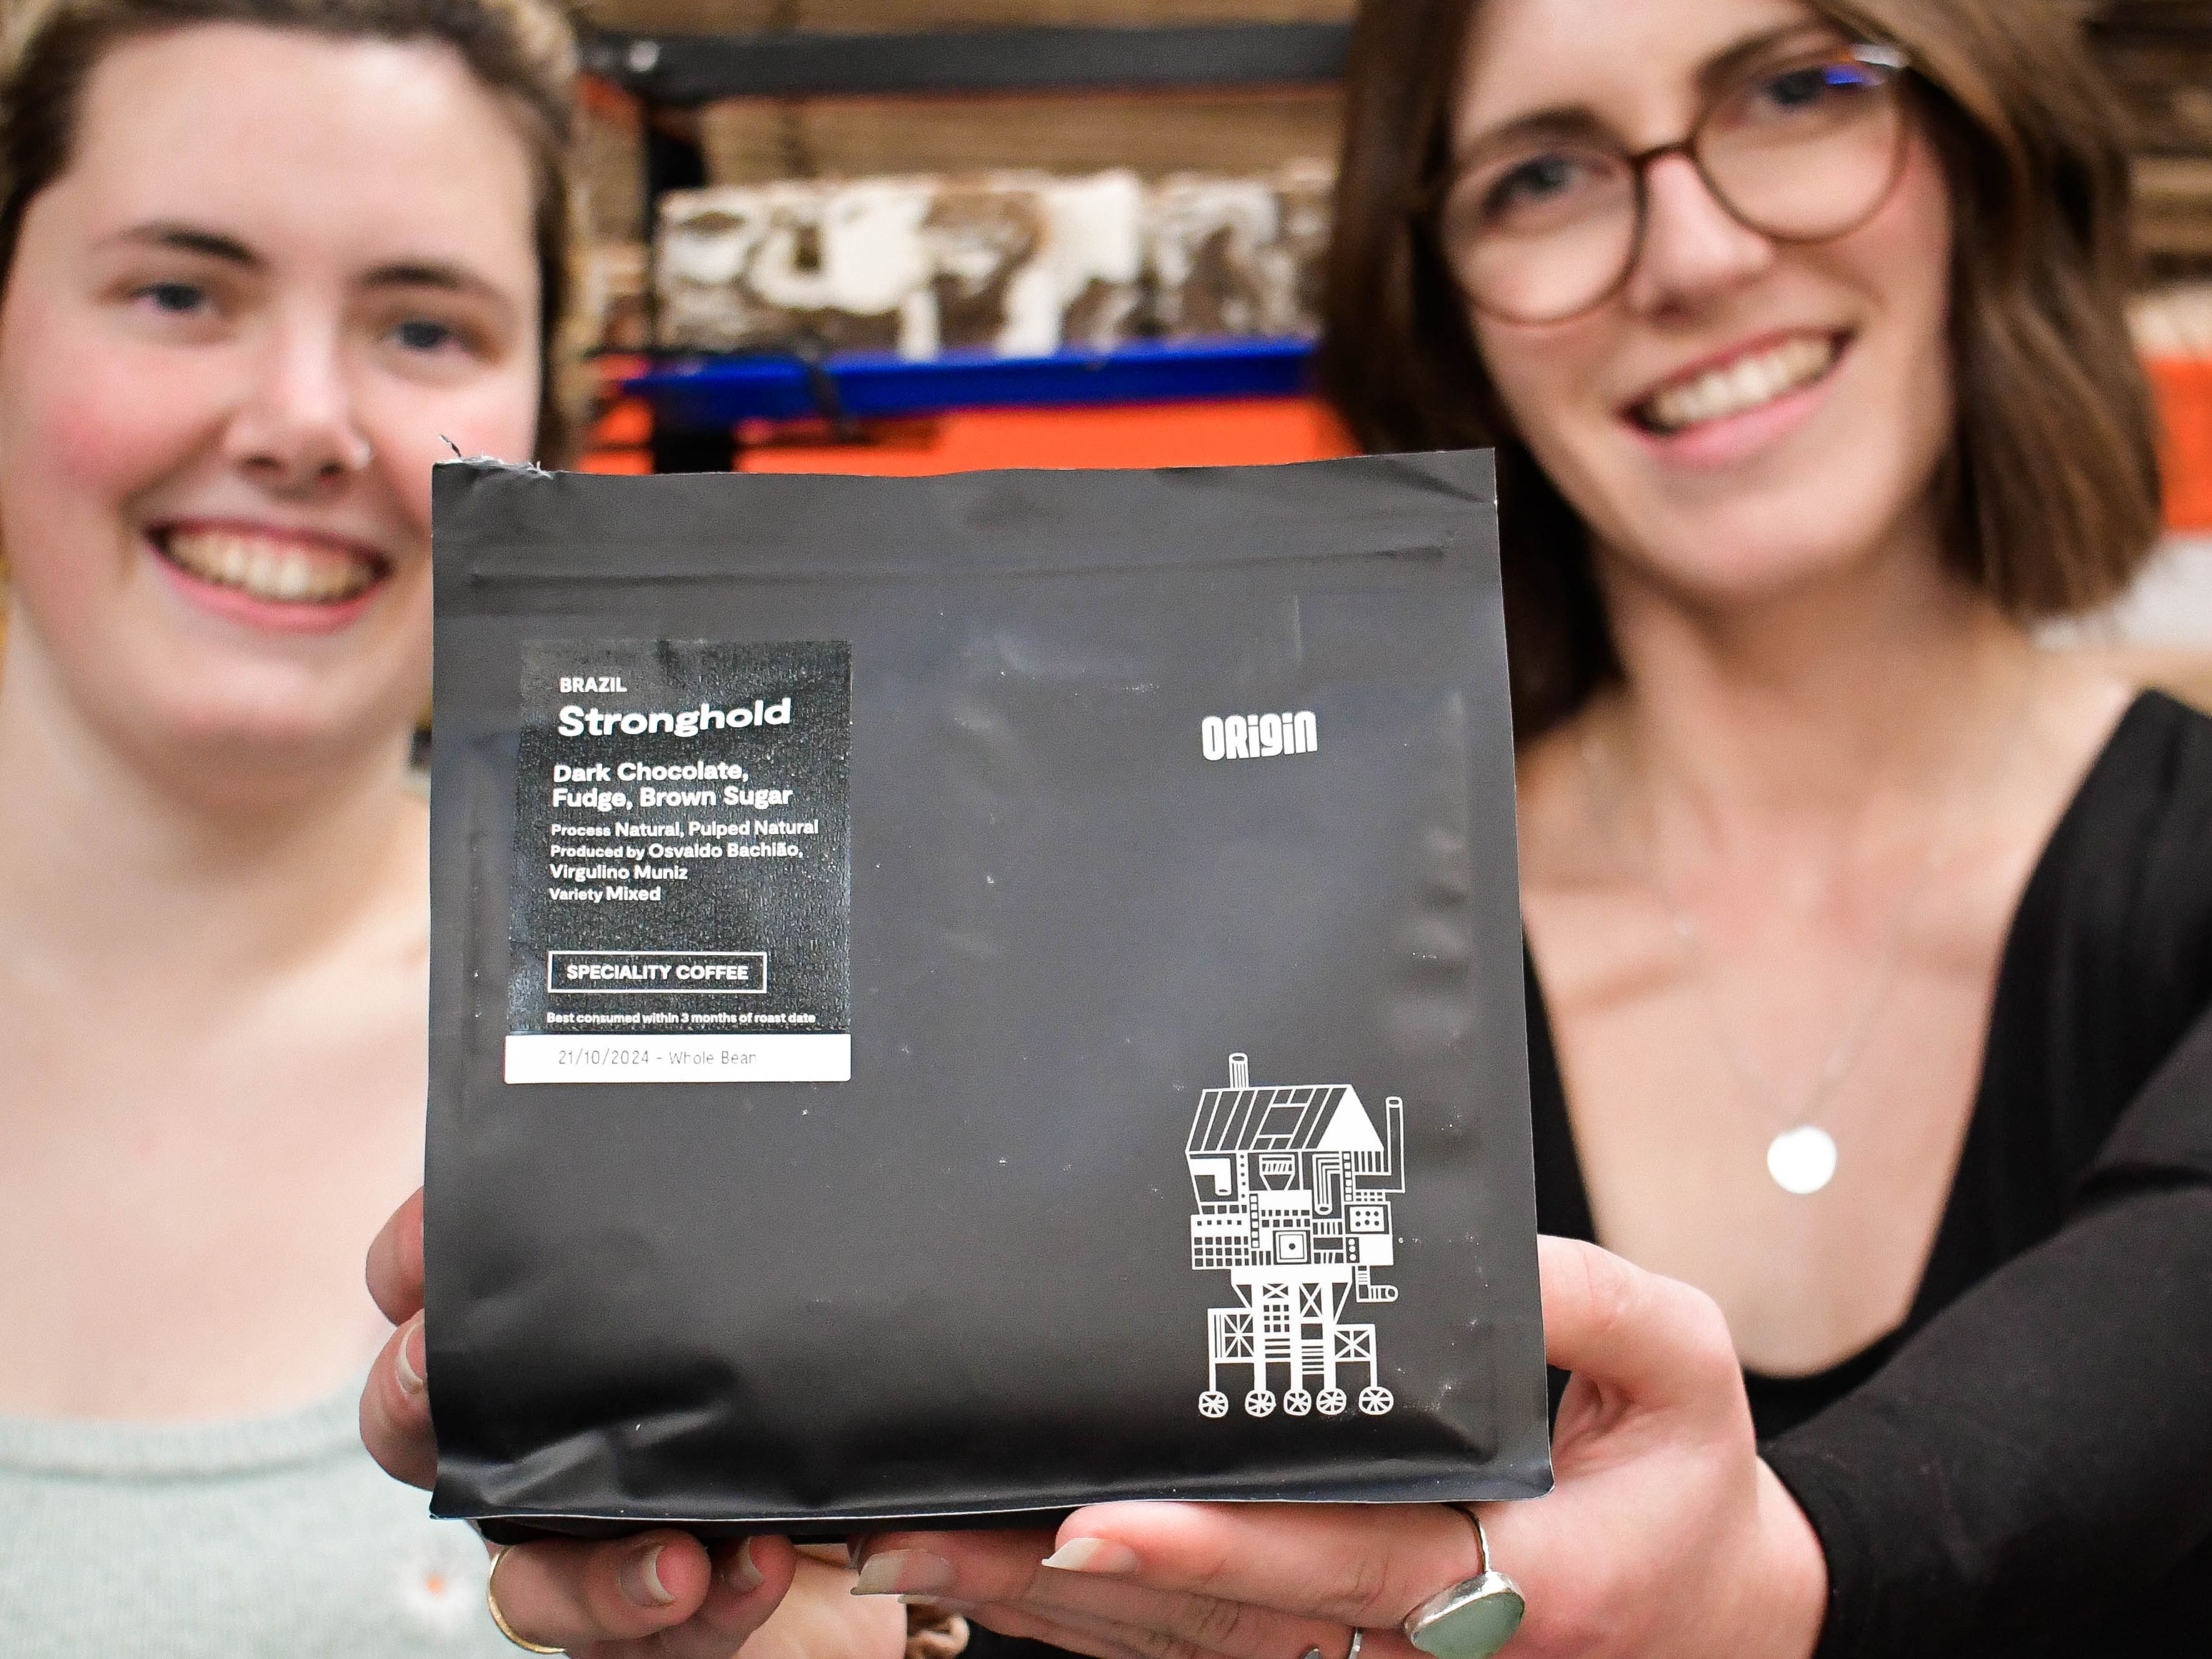 BRAZIL
Stronghold
Dark Chocolate,
Fudge, Brown Sugar
Process Natural, Pulped Natural
Produced by Osvaldo Bachião,
Virgulino Muniz
Variety Mixed
SPECIALITY COFFEE
Best consumed within 3 months of roast date
21/10/2024 - Whole Bean
ORigin